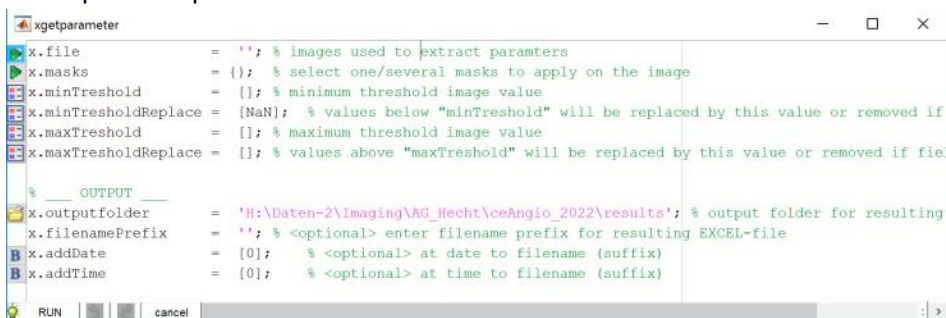 xgetparameter
x.file = ''; % images used to extract paramters
x.masks = {}; % select one/several masks to apply on the image
x.minTreshold = []; % minimum threshold image value
x.minTresholdReplace = [NaN]; % values below "minTreshold" will be replaced by this value or removed if
x.maxTreshold = []; % maximum threshold image value
x.maxTresholdReplace = []; % values above "maxTreshold" will be replaced by this value or removed if fie
% ___ OUTPUT ___
x.outputfolder = 'H:\Daten-2\Imaging\AG_Hecht\ceAngio_2022\results'; % output folder for resulting
x.filenamePrefix = ''; % <optional> enter filename prefix for resulting EXCEL-file
B x.addDate = [0]; % <optional> at date to filename (suffix)
B x.addTime = [0]; % <optional> at time to filename (suffix)
RUN cancel